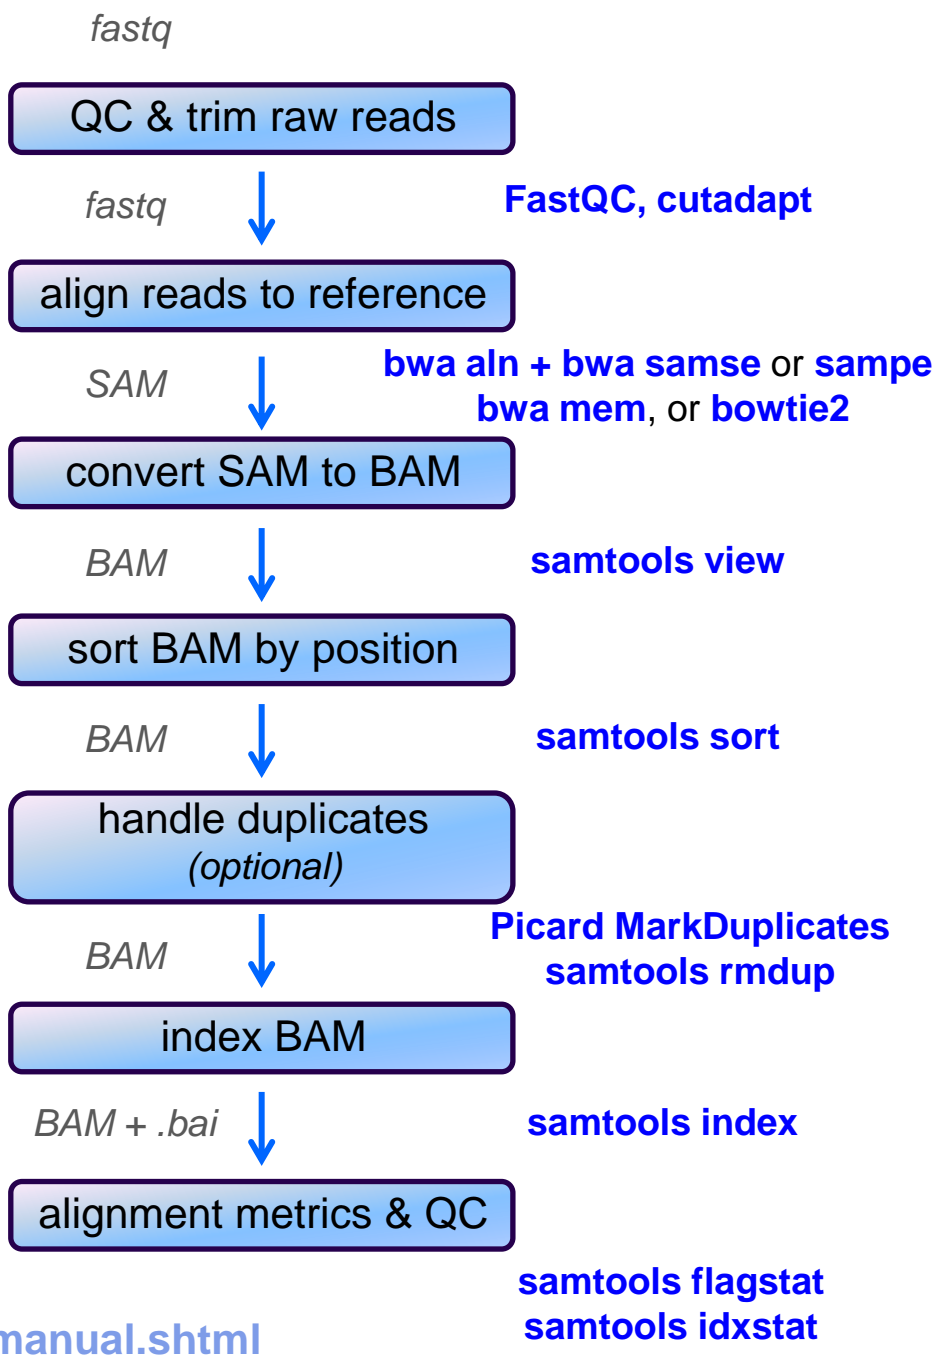 fastq
QC & trim raw reads
fastq
FastQC, cutadapt
align reads to reference
SAM
bwa aln + bwa samse or sampe
bwa mem, or bowtie2
convert SAM to BAM
BAM
samtools view
sort BAM by position
BAM
samtools sort
handle duplicates
(optional)
BAM
Picard MarkDuplicates
samtools rmdup
index BAM
BAM + .bai
samtools index
alignment metrics & QC
samtools flagstat
samtools idxstat
manual.shtml